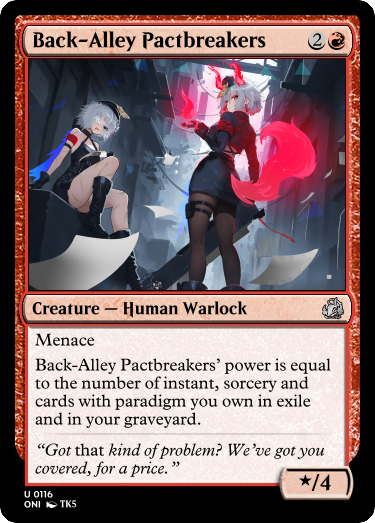 Back-Alley Pactbreakers 2
Creature — Human Warlock
Menace
Back-Alley Pactbreakers’ power is equal
to the number of instant, sorcery and
cards with paradigm you own in exile
and in your graveyard.
“Got that kind of problem? We’ve got you
covered, for a price.”
★/4
U 0116
ONI TK5